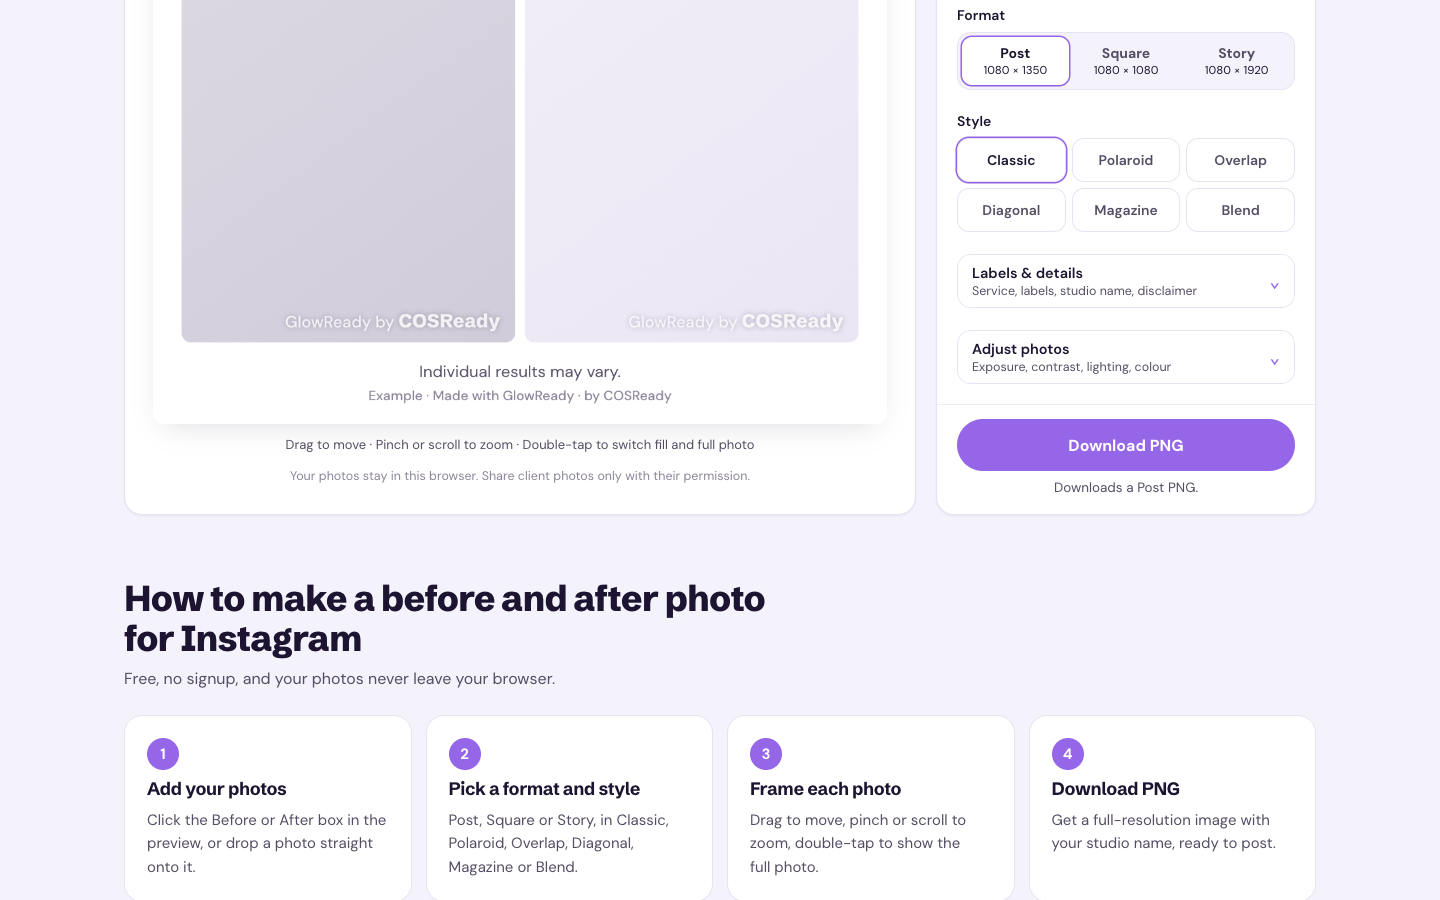 GlowReady by COSReady
GlowReady by COSReady
Individual results may vary.
Example · Made with GlowReady · by COSReady
Drag to move · Pinch or scroll to zoom · Double-tap to switch fill and full photo
Your photos stay in this browser. Share client photos only with their permission.
Format
Post
1080 × 1350
Square
1080 × 1080
Story
1080 × 1920
Style
Classic
Polaroid
Overlap
Diagonal
Magazine
Blend
Labels & details
Service, labels, studio name, disclaimer
Adjust photos
Exposure, contrast, lighting, colour
Download PNG
Downloads a Post PNG.
How to make a before and after photo
for Instagram
Free, no signup, and your photos never leave your browser.
1
Add your photos
Click the Before or After box in the
preview, or drop a photo straight
onto it.
2
Pick a format and style
Post, Square or Story, in Classic,
Polaroid, Overlap, Diagonal,
Magazine or Blend.
3
Frame each photo
Drag to move, pinch or scroll to
zoom, double-tap to show the
full photo.
4
Download PNG
Get a full-resolution image with
your studio name, ready to post.